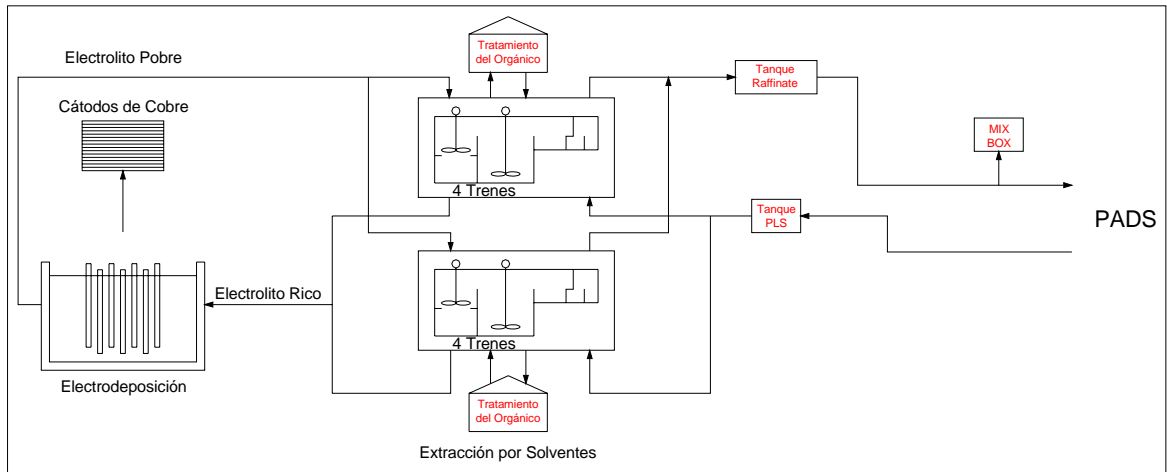 Electrolito Pobre
Cátodos de Cobre
Tratamiento
del Orgánico
Tanque
Raffinate
MIX
BOX
4 Trenes
Tanque
PLS
PADS
Electrolito Rico
4 Trenes
Electrodeposición
Tratamiento
del Orgánico
Extracción por Solventes